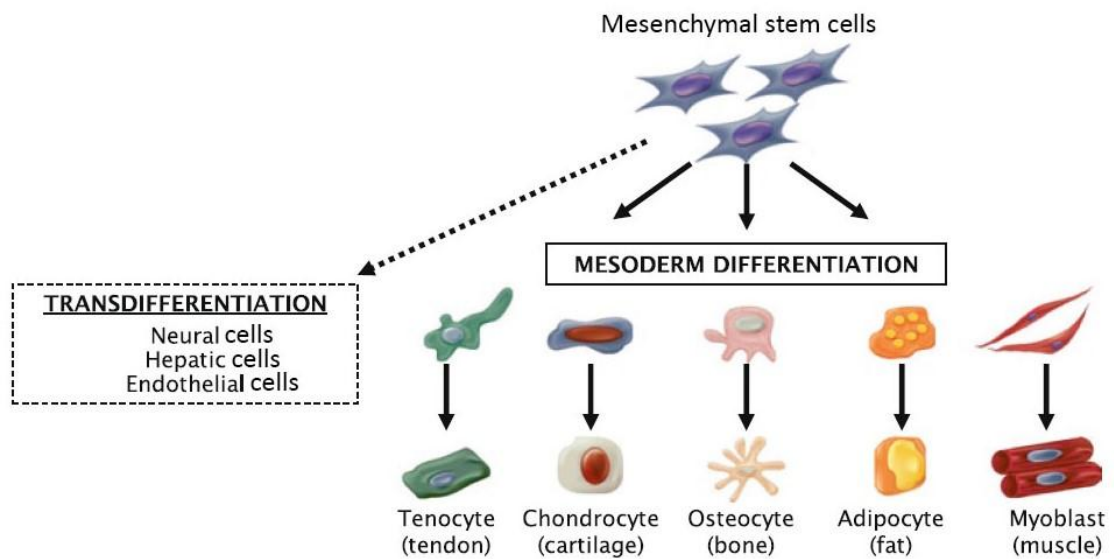 Mesenchymal stem cells
MESODERM DIFFERENTIATION
TRANSDIFFERENTIATION
Neural cells
Hepatic cells
Endothelial cells
Tenocyte
(tendon)
Chondrocyte
(cartilage)
Osteocyte
(bone)
Adipocyte
(fat)
Myoblast
(muscle)